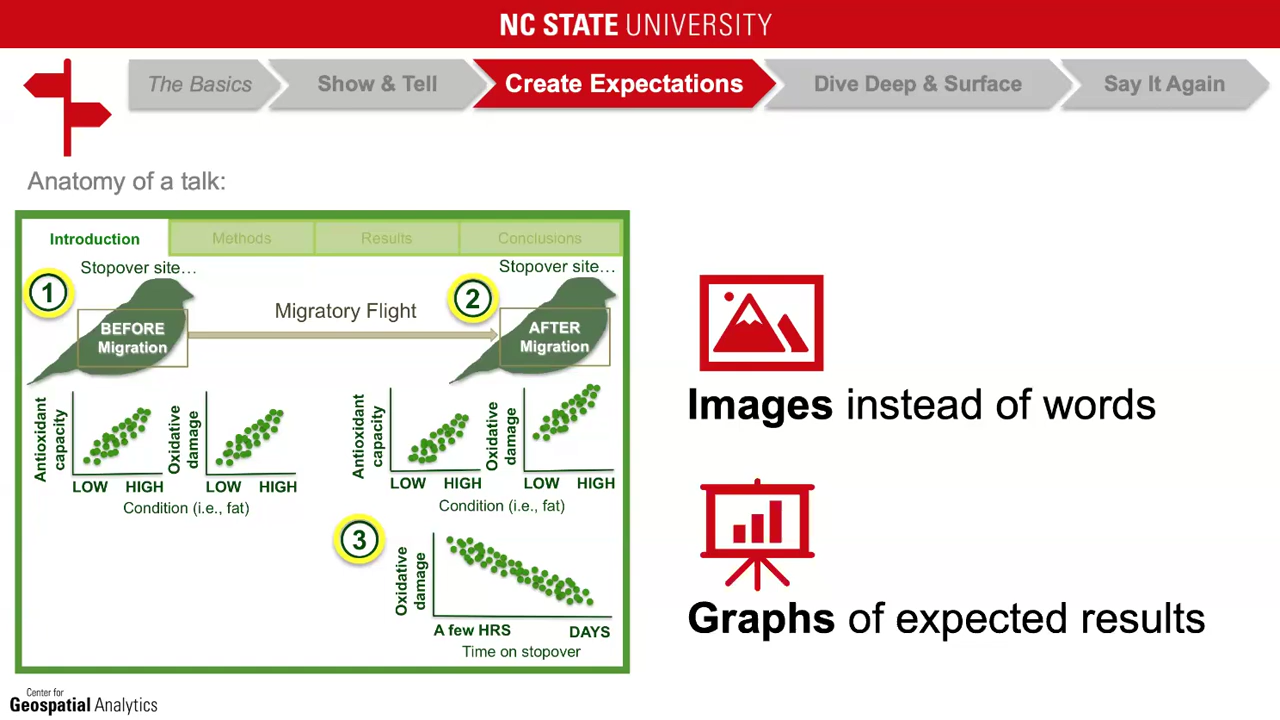 NC STATE UNIVERSITY
The Basics
Show & Tell
Create Expectations
Dive Deep & Surface
Say It Again
Anatomy of a talk:
Introduction
Methods
Results
Conclusions
Stopover site…
Stopover site…
1
2
Migratory Flight
BEFORE
Migration
AFTER
Migration
Antioxidant
capacity
Oxidative
damage
Antioxidant
capacity
Oxidative
damage
LOW HIGH
LOW HIGH
LOW HIGH
LOW HIGH
Condition (i.e., fat)
Condition (i.e., fat)
3
Oxidative
damage
A few HRS DAYS
Time on stopover
Images instead of words
Graphs of expected results
Center for
Geospatial Analytics